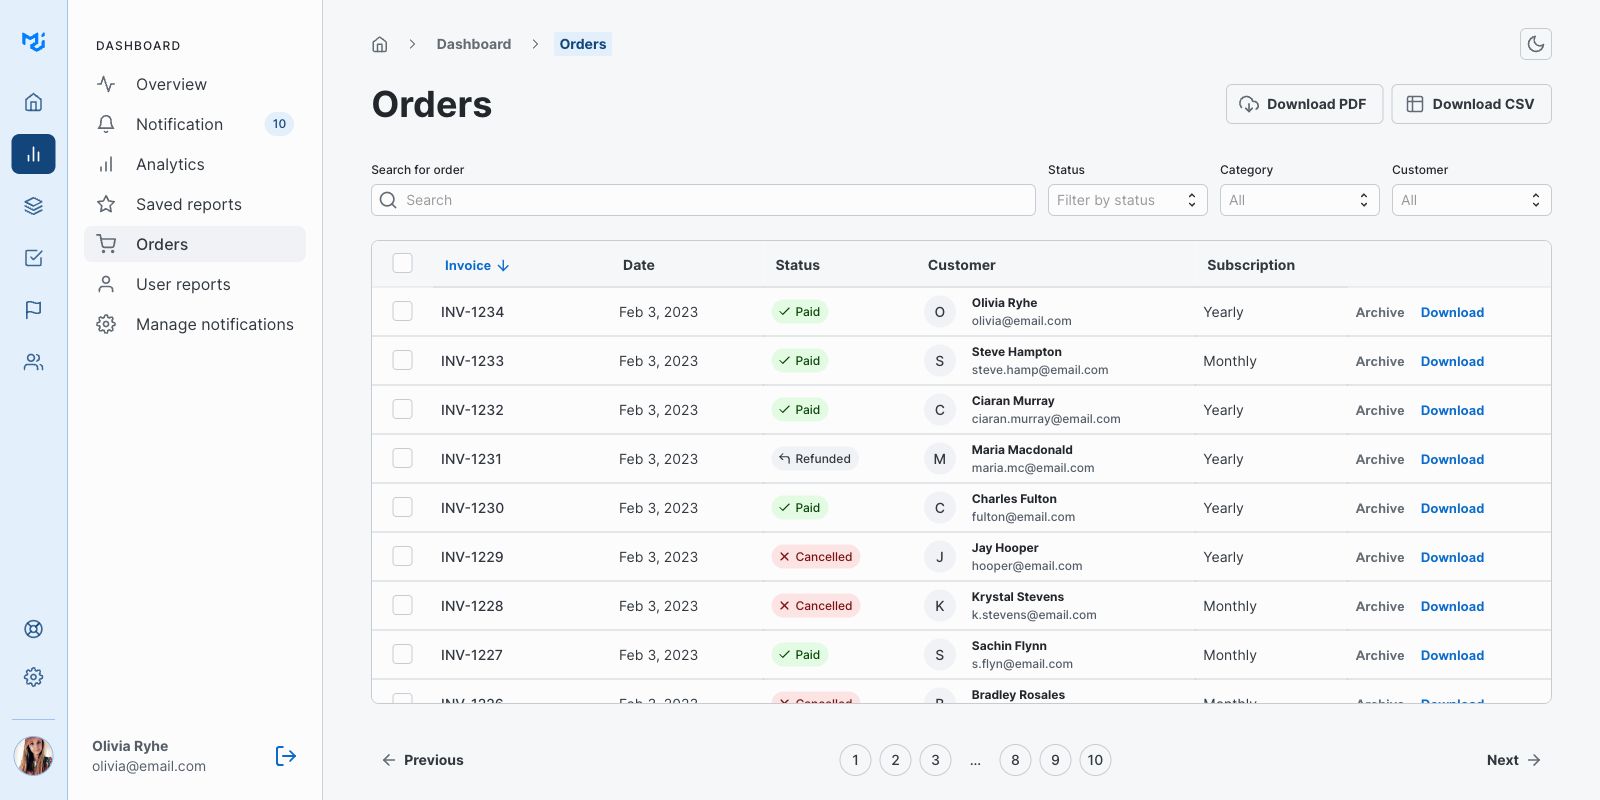 DASHBOARD
Overview
Notification 10
Analytics
Saved reports
Orders
User reports
Manage notifications
Olivia Ryhe
olivia@email.com
Dashboard Orders
Orders
Download PDF Download CSV
Search for order Status Category Customer
Search Filter by status All All
Invoice Date Status Customer Subscription
INV-1234 Feb 3, 2023 Paid O Olivia Ryhe Yearly Archive Download
olivia@email.com
INV-1233 Feb 3, 2023 Paid S Steve Hampton Monthly Archive Download
steve.hamp@email.com
INV-1232 Feb 3, 2023 Paid C Ciaran Murray Yearly Archive Download
ciaran.murray@email.com
INV-1231 Feb 3, 2023 Refunded M Maria Macdonald Yearly Archive Download
maria.mc@email.com
INV-1230 Feb 3, 2023 Paid C Charles Fulton Yearly Archive Download
fulton@email.com
INV-1229 Feb 3, 2023 Cancelled J Jay Hooper Yearly Archive Download
hooper@email.com
INV-1228 Feb 3, 2023 Cancelled K Krystal Stevens Monthly Archive Download
k.stevens@email.com
INV-1227 Feb 3, 2023 Paid S Sachin Flynn Monthly Archive Download
s.flyn@email.com
Bradley Rosales
Previous 1 2 3 ... 8 9 10 Next